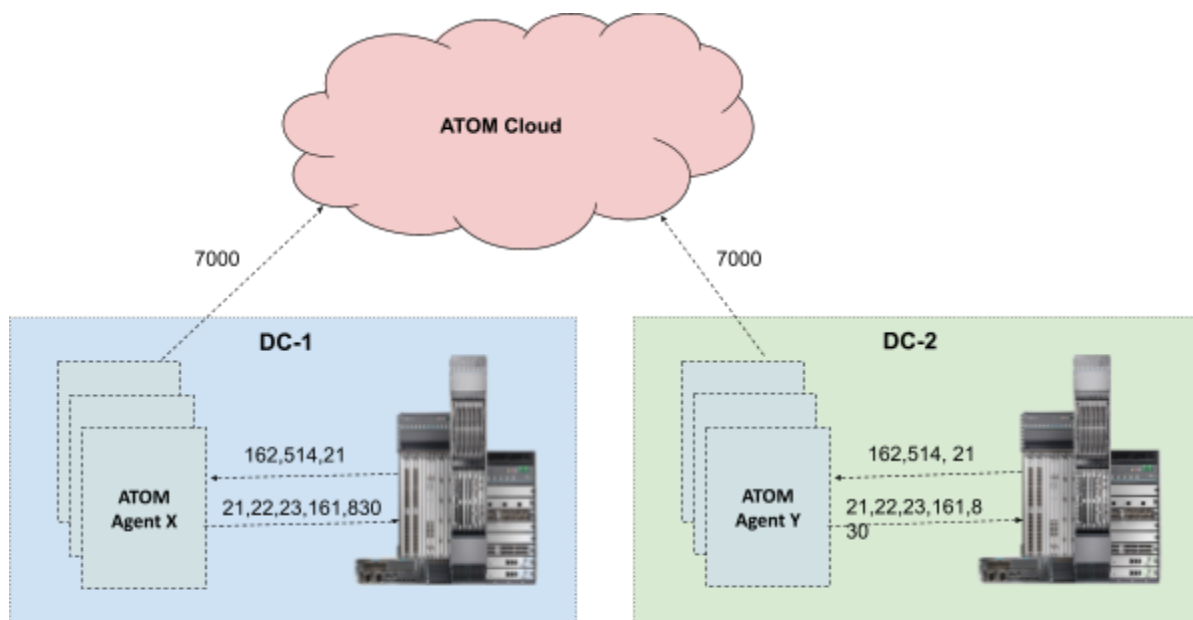 ATOM Cloud
7000
7000
DC-1
DC-2
162,514,21
21,22,23,161,830
ATOM
Agent X
162,514, 21
21,22,23,161,8
30
ATOM
Agent Y